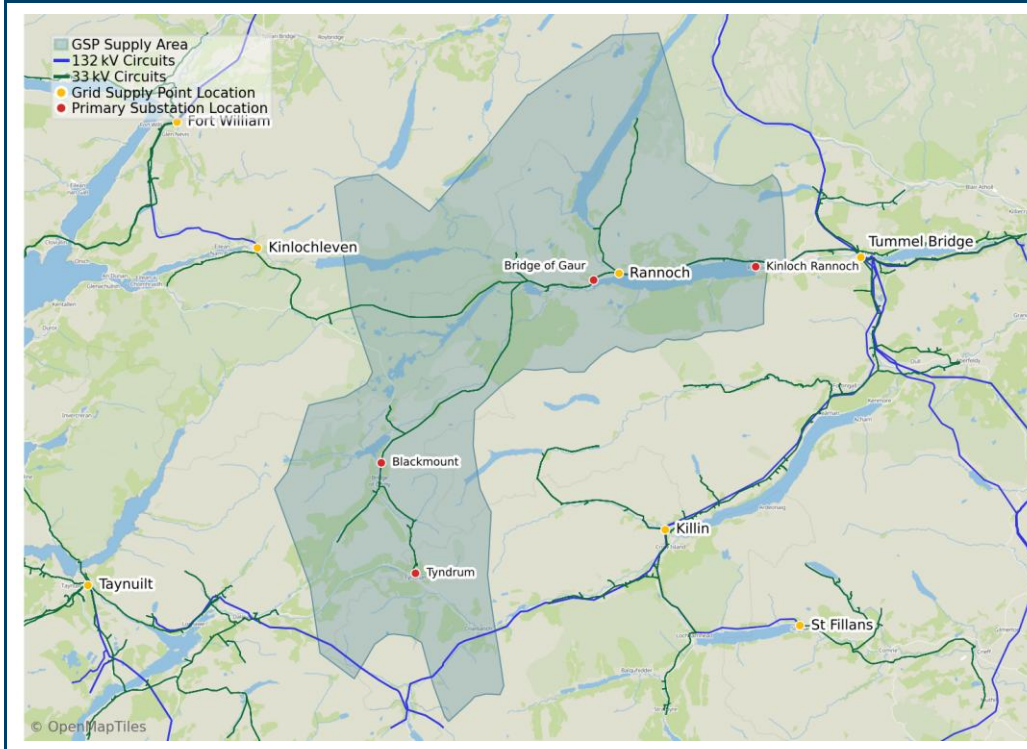 GSP Supply Area
132 kV Circuits
33 kV Circuits
Grid Supply Point Location
Primary Substation Location
Fort William
Kinlochleven
Bridge of Gaur
Rannoch
Kinloch Rannoch
Tummel Bridge
Blackmount
Tyndrum
Killin
Taynuilt
St Fillans
© OpenMapTiles